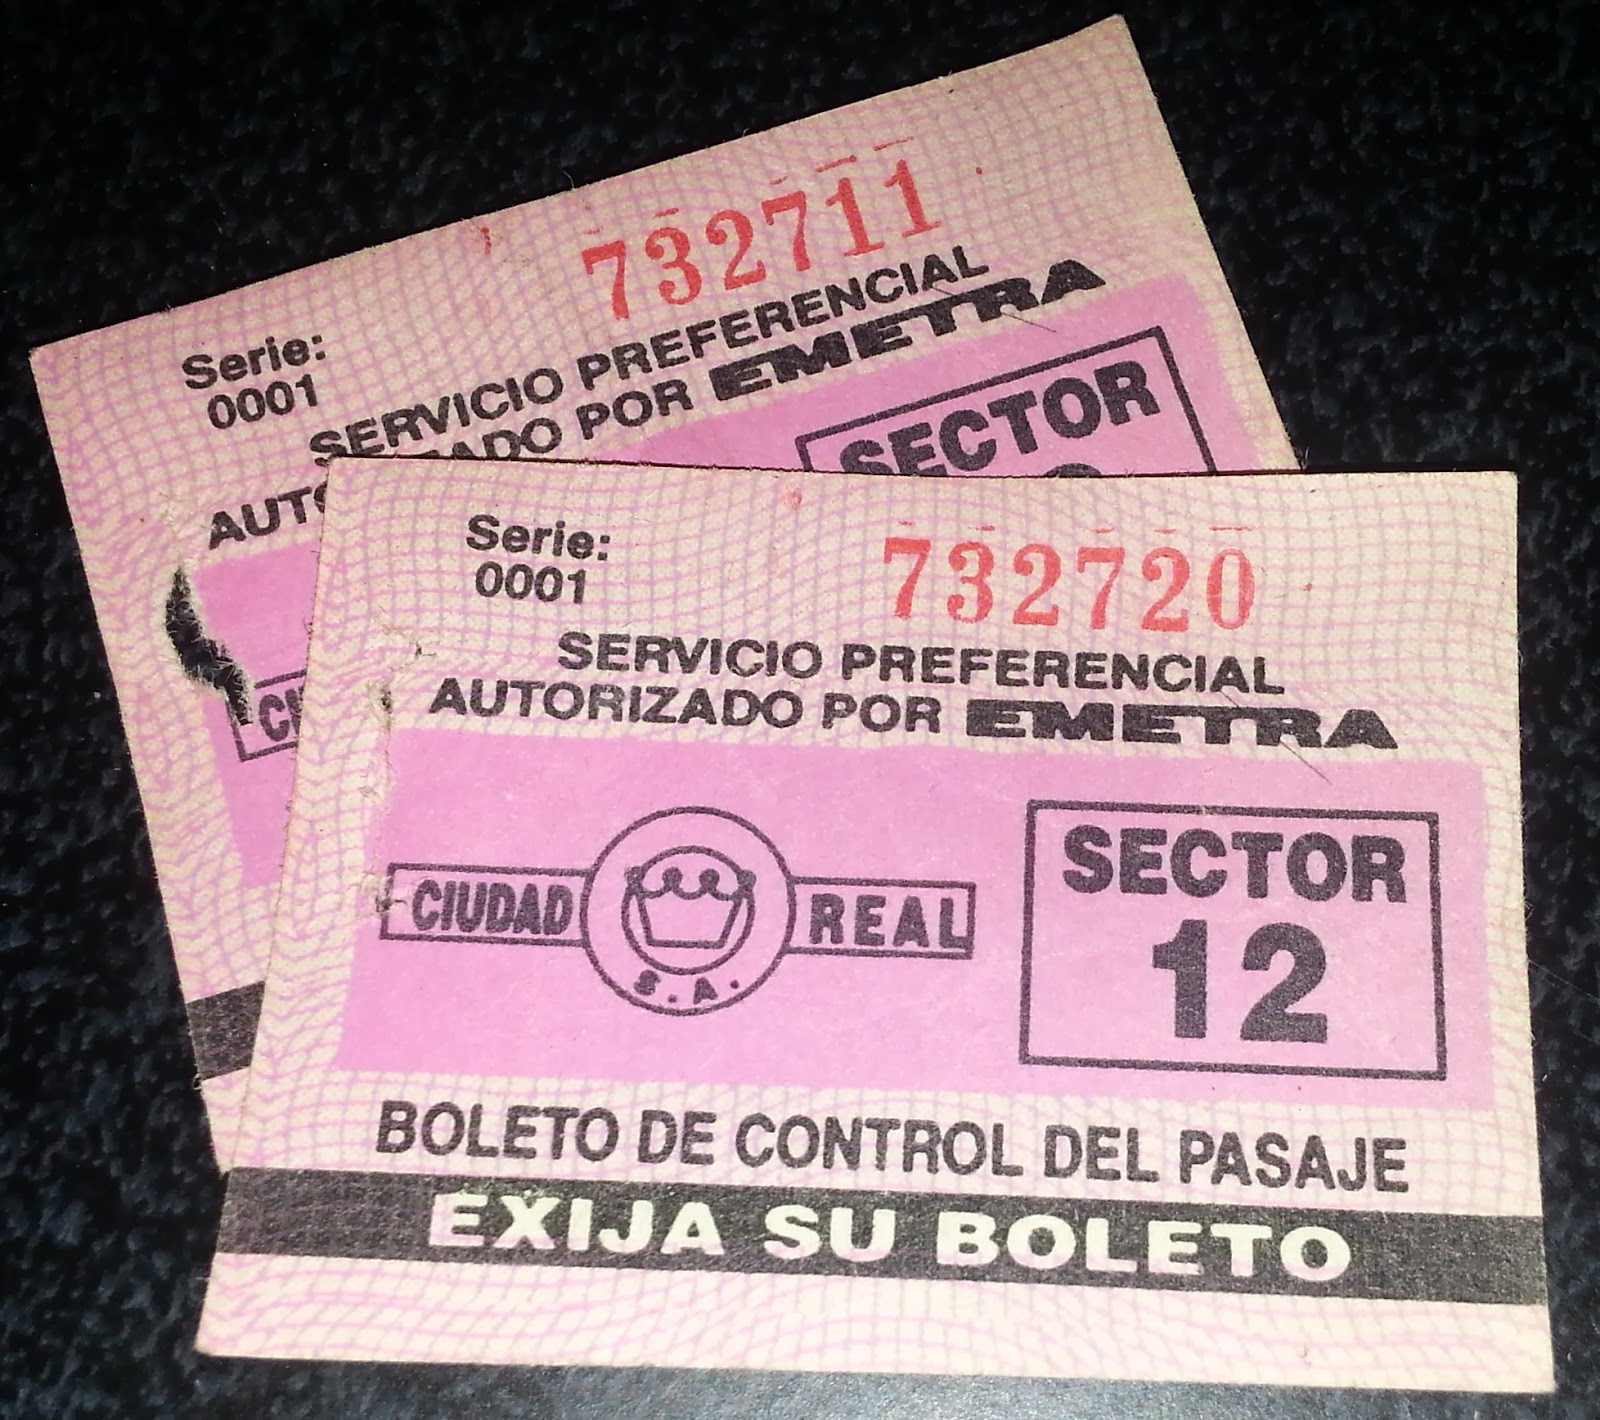 732711
Serie:
0001
SERVICIO PREFERENCIAL
POR EMETRA
SECTOR
Serie:
0001
732720
SERVICIO PREFERENCIAL
AUTORIZADO POR EMETRA
CIUDAD REAL
S.A.
SECTOR
12
BOLETO DE CONTROL DEL PASAJE
EXIJA SU BOLETO